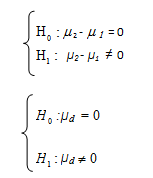 H₀ : μ₂ - μ₁ = 0
H₁ : μ₂ - μ₁ ≠ 0
H₀ : μd = 0
H₁ : μd ≠ 0